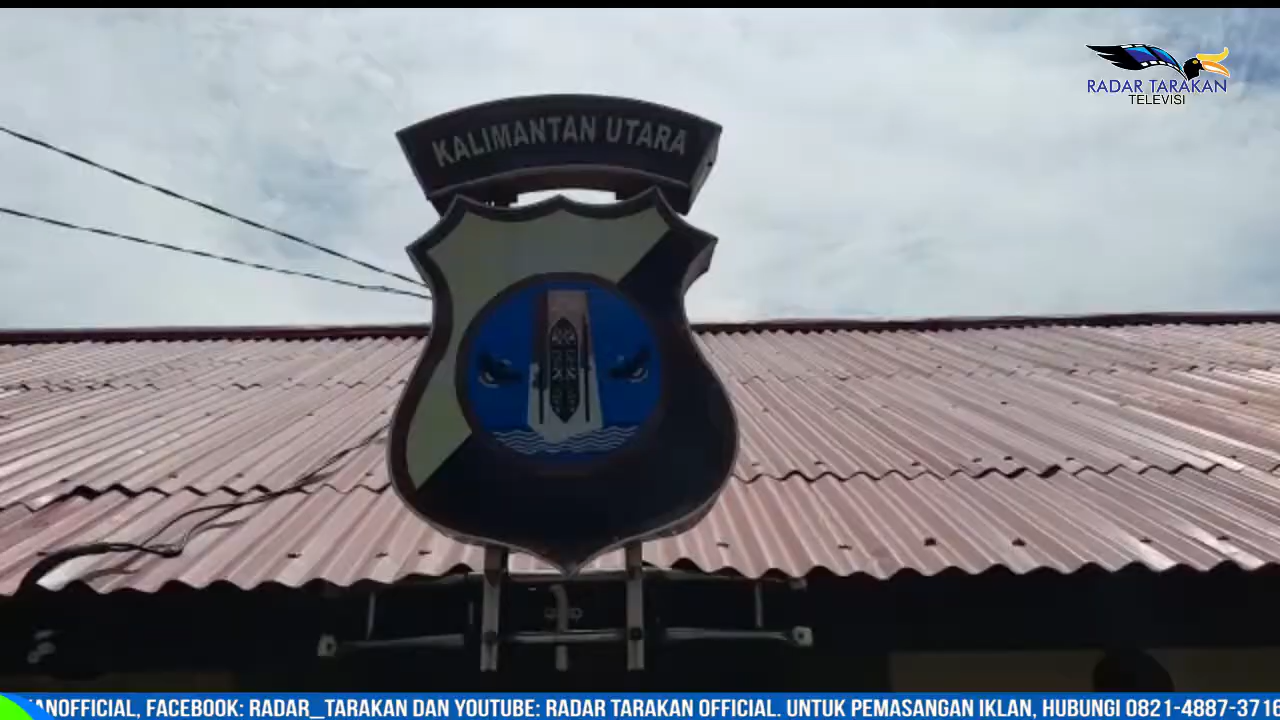 RADAR TARAKAN
TELEVISI
KALIMANTAN UTARA
OFFICIAL, FACEBOOK: RADAR_TARAKAN DAN YOUTUBE: RADAR TARAKAN OFFICIAL. UNTUK PEMASANGAN IKLAN, HUBUNGI 0821-4887-3716